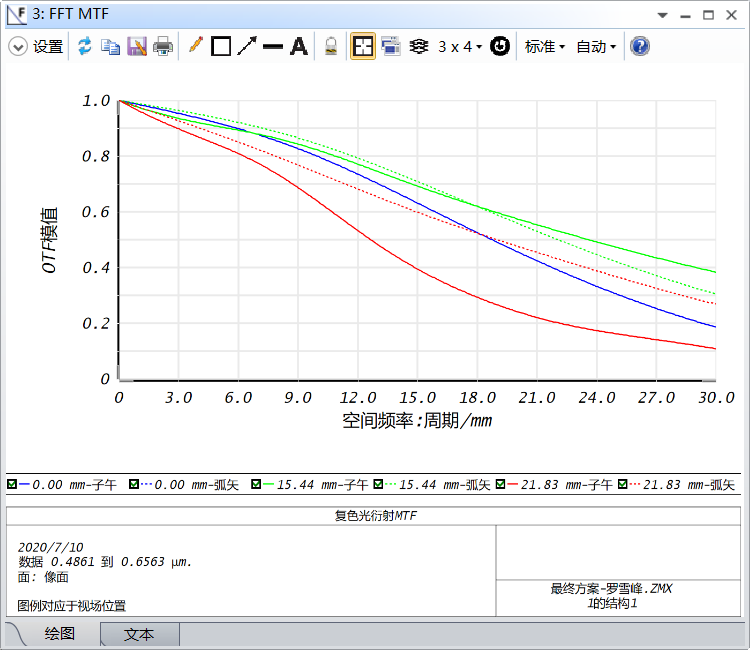 3: FFT MTF
设置
A
3 x 4
标准
自动
1.0
0.8
0.6
0.4
0.2
0
OTF模值
0 3.0 6.0 9.0 12.0 15.0 18.0 21.0 24.0 27.0 30.0
空间频率:周期/mm
0.00 mm-子午 0.00 mm-弧矢 15.44 mm-子午 15.44 mm-弧矢 21.83 mm-子午 21.83 mm-弧矢
复色光衍射MTF
2020/7/10
数据 0.4861 到 0.6563 µm.
面: 像面
图例对应于视场位置
最终方案-罗雪峰.ZMX
1的结构1
绘图 文本